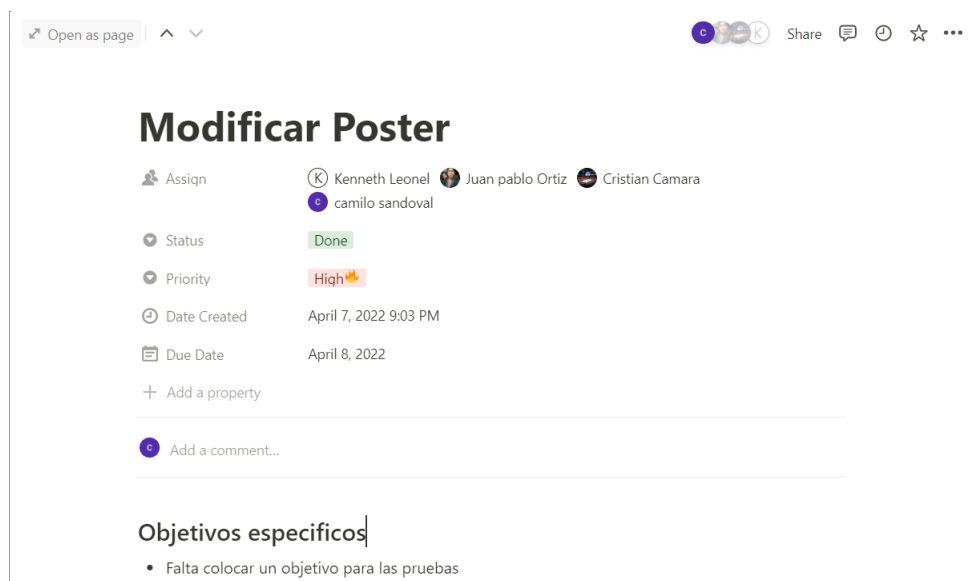 Open as page
C K Share
Modificar Poster
Assign K Kenneth Leonel Juan pablo Ortiz Cristian Camara
c camilo sandoval
Status Done
Priority High🔥
Date Created April 7, 2022 9:03 PM
Due Date April 8, 2022
Add a property
c Add a comment...
Objetivos especificos
• Falta colocar un objetivo para las pruebas